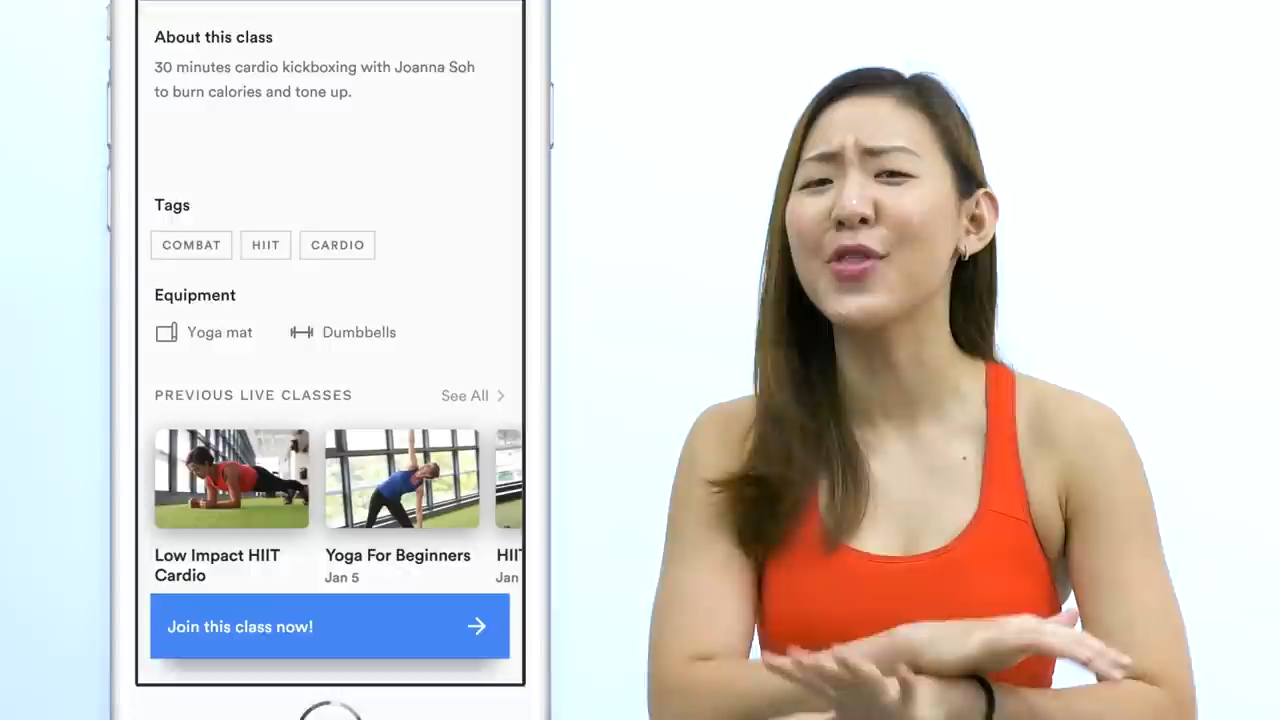 About this class
30 minutes cardio kickboxing with Joanna Soh
to burn calories and tone up.
Tags
COMBAT HIIT CARDIO
Equipment
Yoga mat Dumbbells
PREVIOUS LIVE CLASSES See All
Low Impact HIIT
Cardio
Yoga For Beginners
Jan 5
HIIT
Jan
Join this class now!